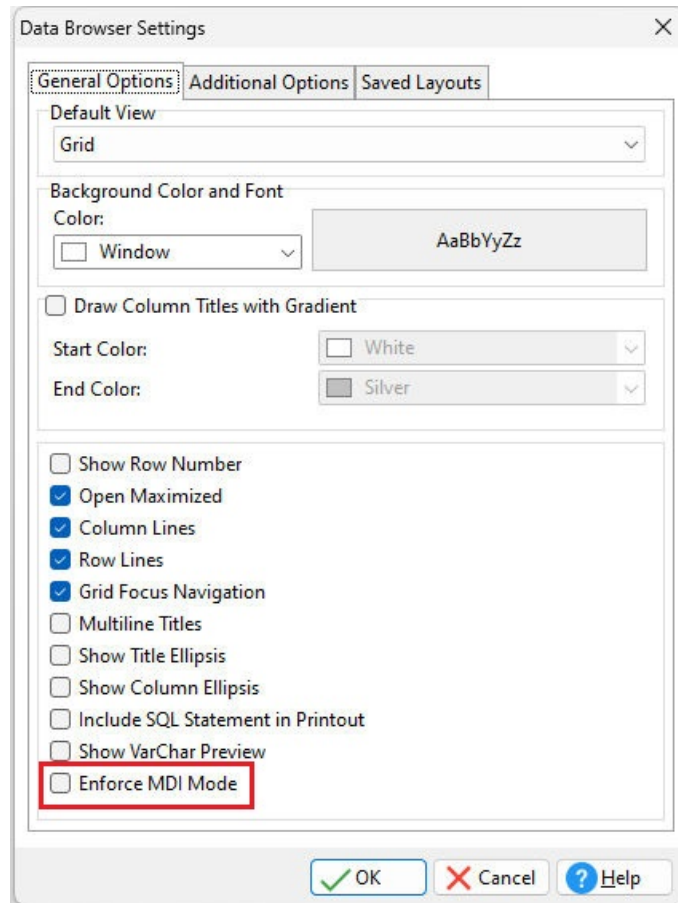 Data Browser Settings
General Options Additional Options Saved Layouts
Default View
Grid
Background Color and Font
Color:
Window
AaBbYyZz
Draw Column Titles with Gradient
Start Color: White
End Color: Silver
Show Row Number
Open Maximized
Column Lines
Row Lines
Grid Focus Navigation
Multiline Titles
Show Title Ellipsis
Show Column Ellipsis
Include SQL Statement in Printout
Show VarChar Preview
Enforce MDI Mode
OK Cancel ? Help